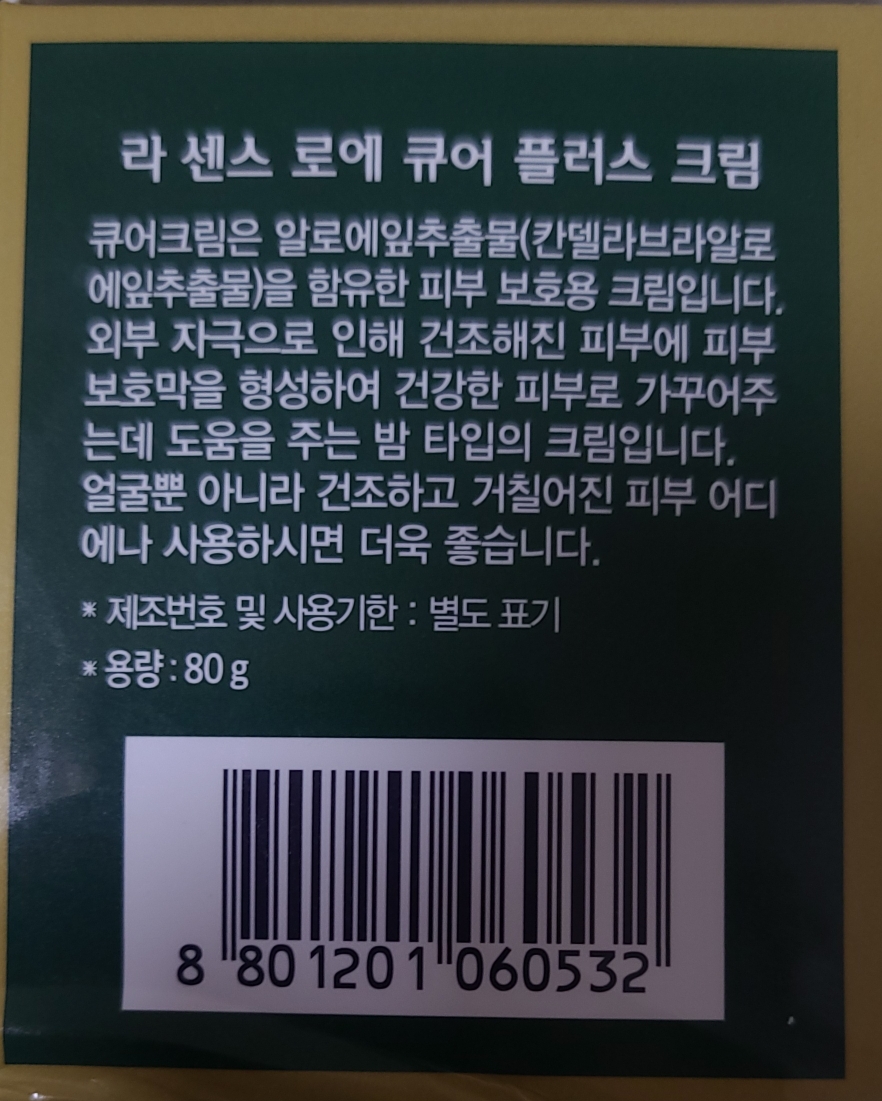 라 센스 로에 큐어 플러스 크림
큐어크림은 알로에잎추출물(칸델라브라알로
에잎추출물)을 함유한 피부 보호용 크림입니다.
외부 자극으로 인해 건조해진 피부에 피부
보호막을 형성하여 건강한 피부로 가꾸어주
는데 도움을 주는 밤 타입의 크림입니다.
얼굴뿐 아니라 건조하고 거칠어진 피부 어디
에나 사용하시면 더욱 좋습니다.
* 제조번호 및 사용기한 : 별도 표기
* 용량 : 80 g
8 801201 060532